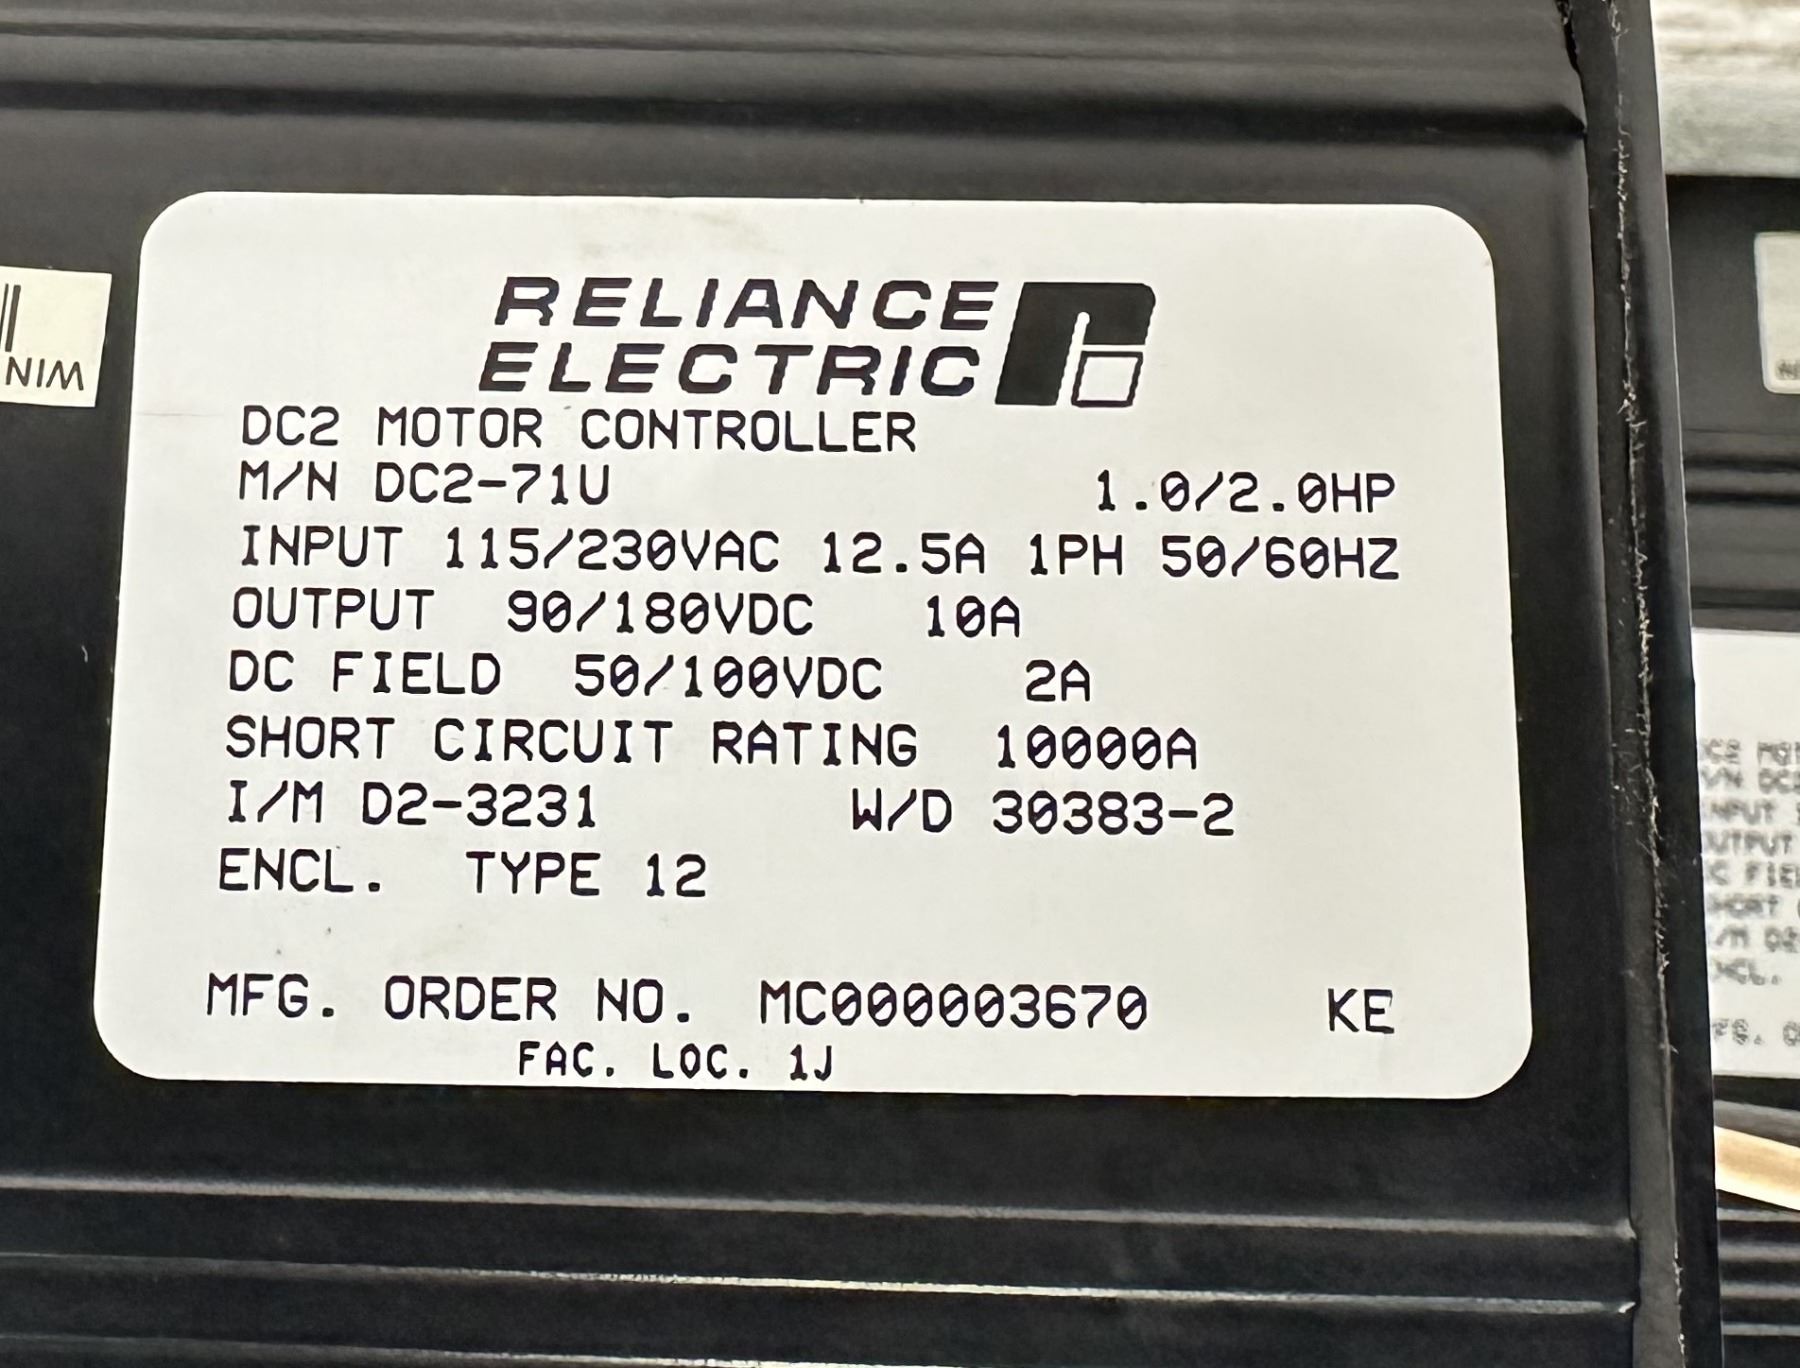 RELIANCE
ELECTRIC
DC2 MOTOR CONTROLLER
M/N DC2-71U 1.0/2.0HP
INPUT 115/230VAC 12.5A 1PH 50/60HZ
OUTPUT 90/180VDC 10A
DC FIELD 50/100VDC 2A
SHORT CIRCUIT RATING 10000A
I/M D2-3231 W/D 30383-2
ENCL. TYPE 12
MFG. ORDER NO. MC000003670 KE
FAC. LOC. 1J